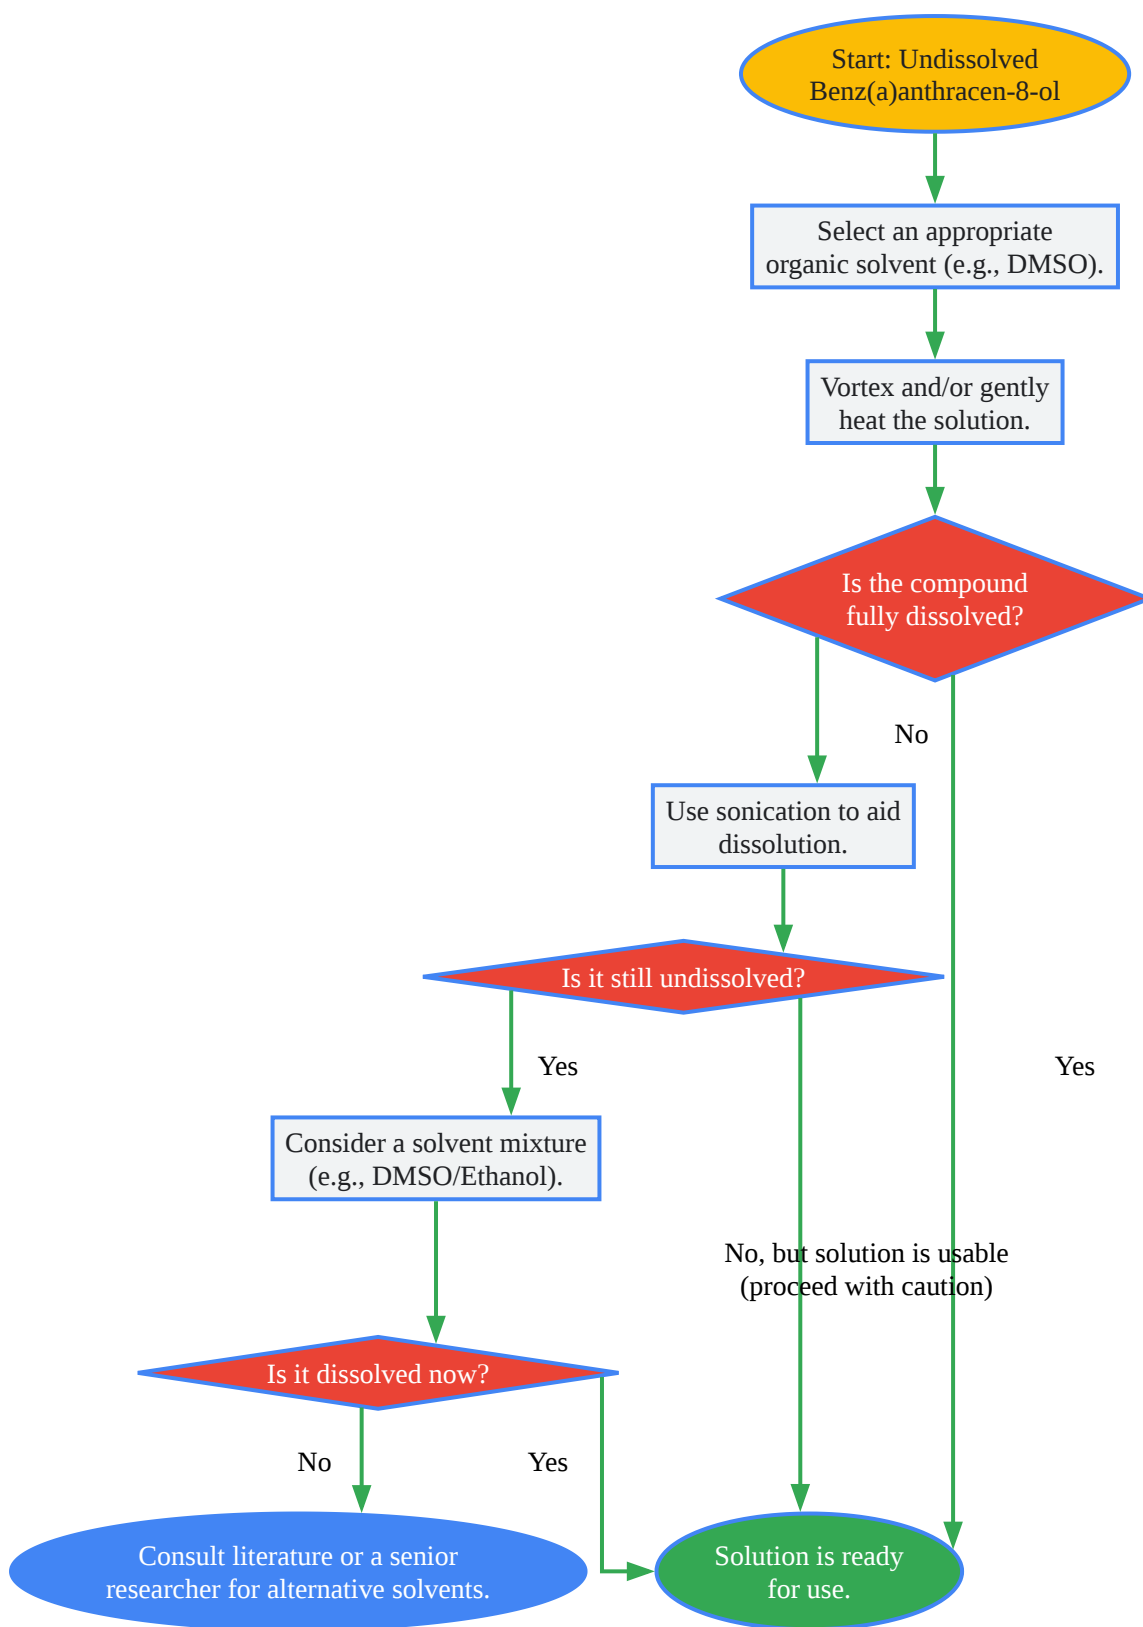 Start: Undissolved
Benz(a)anthracen-8-ol
Select an appropriate
organic solvent (e.g., DMSO).
Vortex and/or gently
heat the solution.
Is the compound
fully dissolved?
No
Use sonication to aid
dissolution.
Is it still undissolved?
Yes
Yes
Consider a solvent mixture
(e.g., DMSO/Ethanol).
No, but solution is usable
(proceed with caution)
Is it dissolved now?
No
Yes
Consult literature or a senior
researcher for alternative solvents.
Solution is ready
for use.